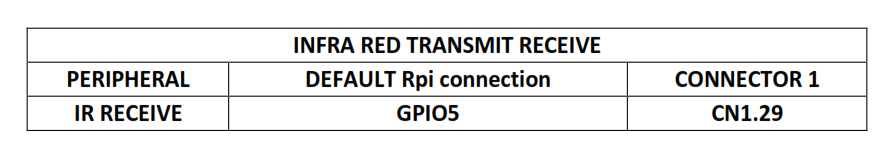 INFRA RED TRANSMIT RECEIVE
PERIPHERAL DEFAULT Rpi connection CONNECTOR 1
IR RECEIVE GPIO5 CN1.29